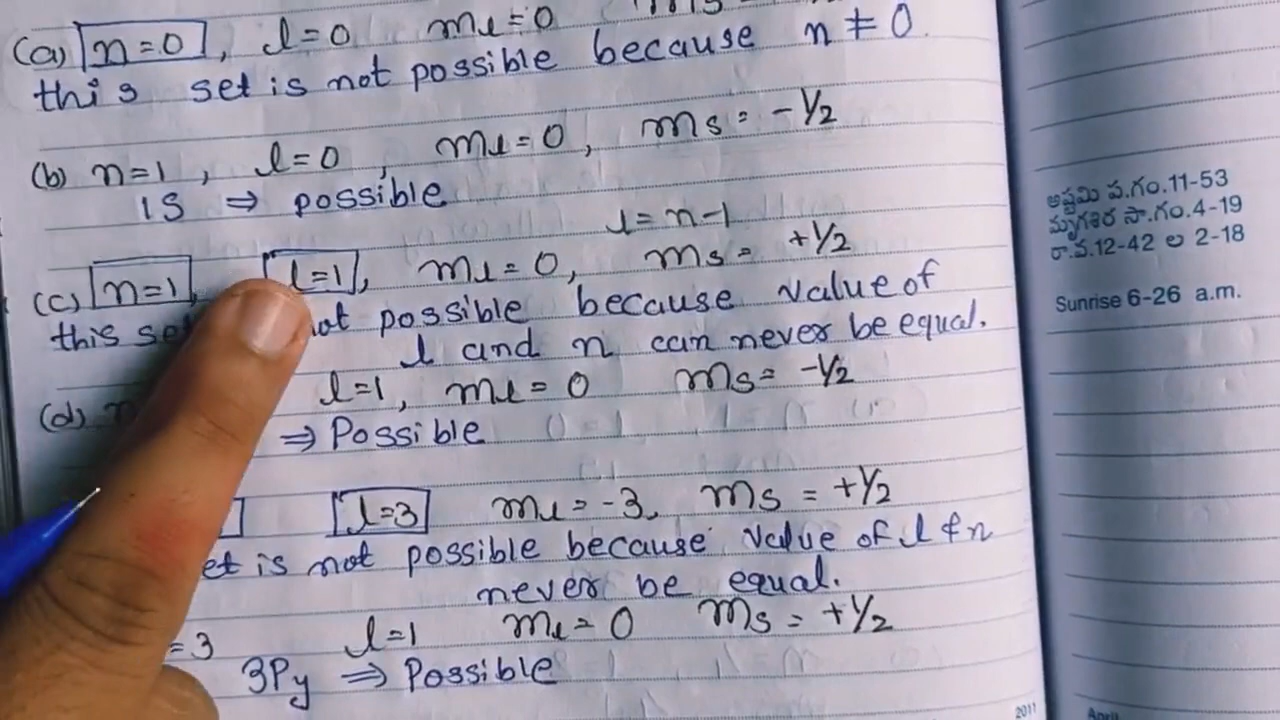 (a) n=0, l=0 ml=0
this set is not possible because n ≠ 0.
(b) n=1, l=0, ml=0, ms=-1/2
1S ⇒ possible
l=n-1
(c) n=1, l=1, ml=0, ms= +1/2
this set not possible because value of
l and n can never be equal.
(d) l=1, ml=0 ms=-1/2
⇒ Possible
l=3 ml=-3, ms=+1/2
et is not possible because value of l & n
never be equal.
=3 l=1 ml=0 ms=+1/2
3Py ⇒ Possible
అష్టమి ప.గం.11-53
మృగశిర సా.గం.4-19
రా.వ.12-42 ల 2-18
Sunrise 6-26 a.m.
2011
April